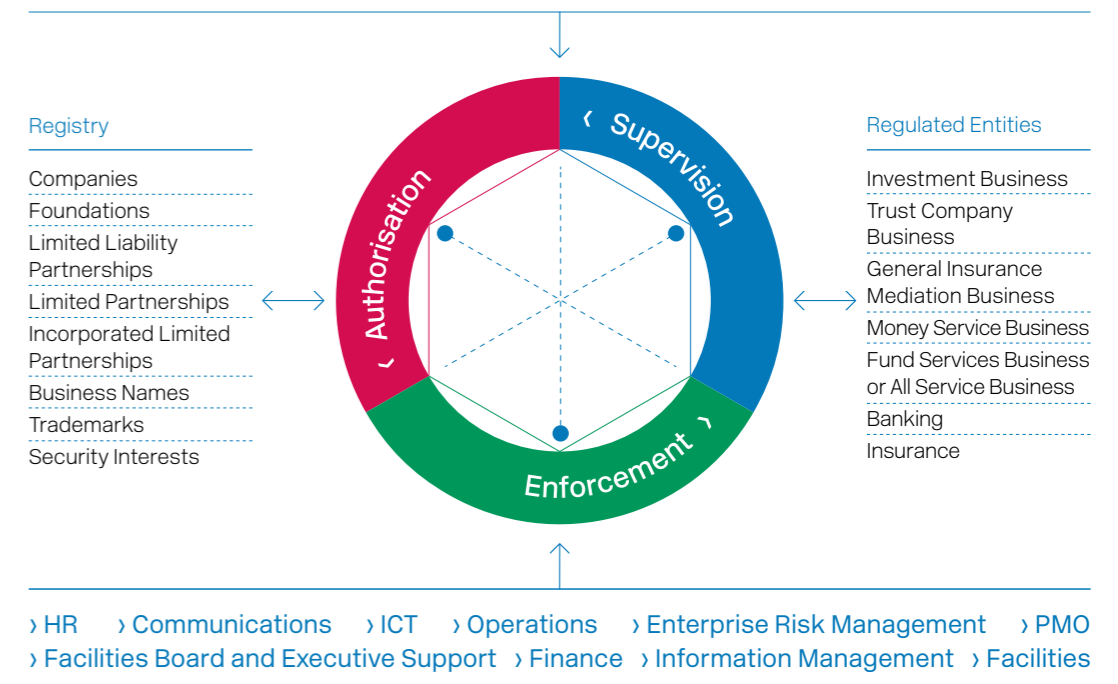 Registry
Companies
Foundations
Limited Liability
Partnerships
Limited Partnerships
Incorporated Limited
Partnerships
Business Names
Trademarks
Security Interests
‹ Authorisation
‹ Supervision
Enforcement ›
Regulated Entities
Investment Business
Trust Company
Business
General Insurance
Mediation Business
Money Service Business
Fund Services Business
or All Service Business
Banking
Insurance
› HR › Communications › ICT › Operations › Enterprise Risk Management › PMO
› Facilities Board and Executive Support › Finance › Information Management › Facilities